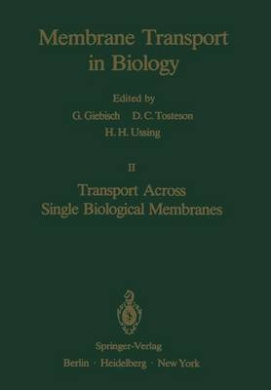 Membrane Transport
in Biology
Edited by
G. Giebisch D. C. Tosteson
H. H. Ussing
II
Transport Across
Single Biological Membranes
Springer-Verlag
Berlin · Heidelberg · New York